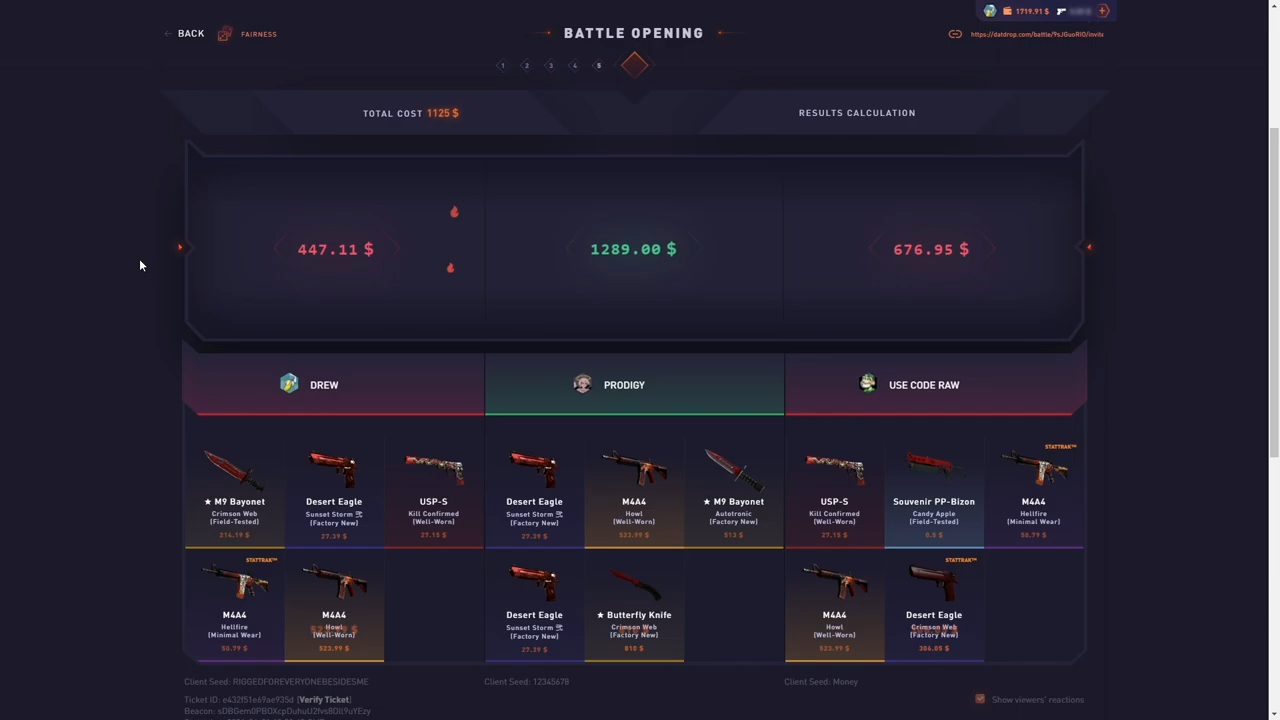 1719.91 $
BACK
FAIRNESS
BATTLE OPENING
https://datdrop.com/battle/9sJGuoRIO/invite
1 2 3 4 5
TOTAL COST 1125 $
RESULTS CALCULATION
447.11 $
1289.00 $
676.95 $
DREW
PRODIGY
USE CODE RAW
STATTRAK™
★ M9 Bayonet
Crimson Web
(Field-Tested)
216.19 $
Desert Eagle
Sunset Storm 弐
(Factory New)
27.39 $
USP-S
Kill Confirmed
(Well-Worn)
27.15 $
Desert Eagle
Sunset Storm 弐
(Factory New)
27.39 $
M4A4
Howl
(Well-Worn)
523.99 $
★ M9 Bayonet
Autotronic
(Factory New)
513 $
USP-S
Kill Confirmed
(Well-Worn)
27.15 $
Souvenir PP-Bizon
Candy Apple
(Field-Tested)
0.5 $
M4A4
Hellfire
(Minimal Wear)
58.79 $
STATTRAK™
STATTRAK™
M4A4
Hellfire
(Minimal Wear)
58.79 $
M4A4
Howl
(Well-Worn)
523.99 $
Desert Eagle
Sunset Storm 弐
(Factory New)
27.39 $
★ Butterfly Knife
Crimson Web
(Factory New)
810 $
M4A4
Howl
(Well-Worn)
523.99 $
Desert Eagle
Crimson Web
(Factory New)
306.05 $
Client Seed: RIGGEDFOREVERYONEBESIDESME
Client Seed: 12345678
Client Seed: Money
Ticket ID: e432f51e69ae935d [Verify Ticket]
Beacon: sDBGem0PBOXcpDuhuU2fvs8Dll9uYEzy
Show viewers' reactions